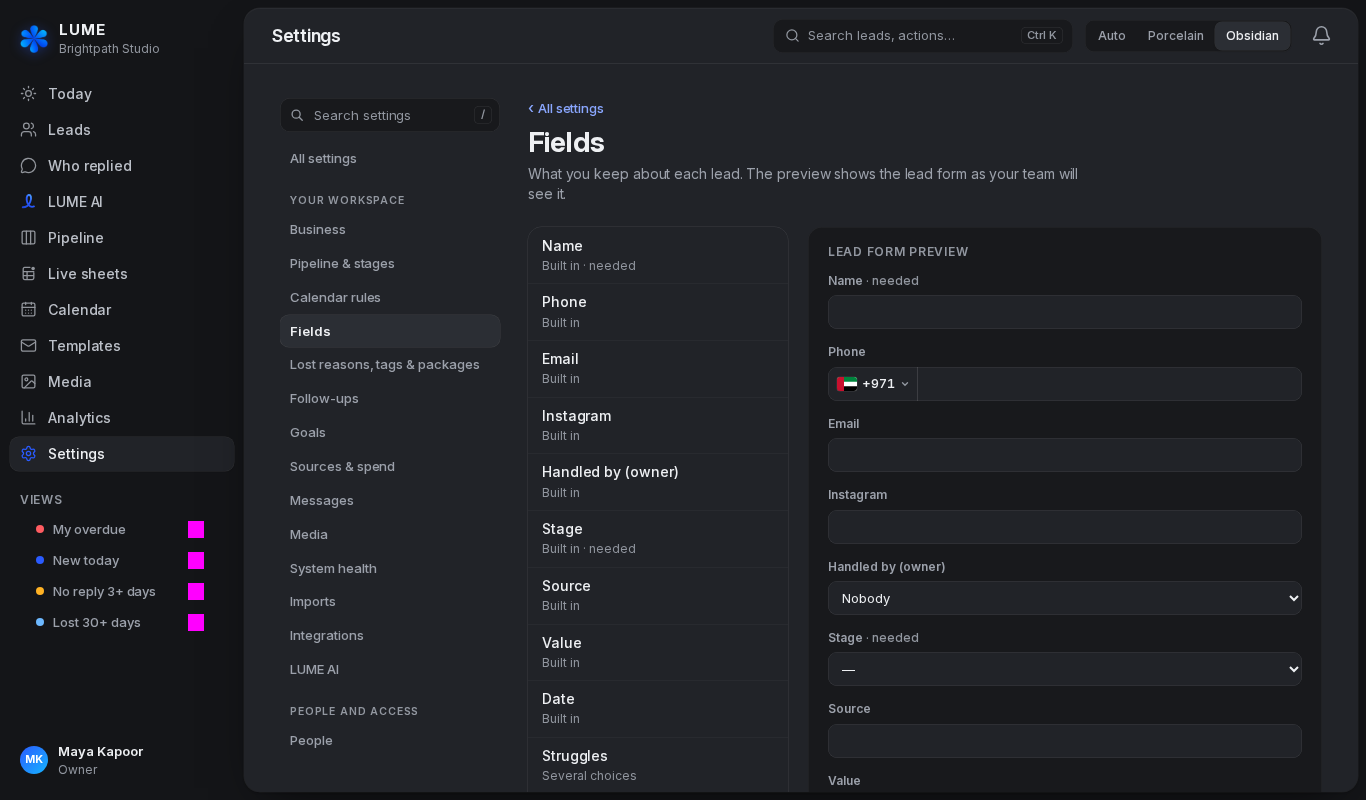 LUME
Brightpath Studio
Today
Leads
Who replied
LUME AI
Pipeline
Live sheets
Calendar
Templates
Media
Analytics
Settings
VIEWS
My overdue
New today
No reply 3+ days
Lost 30+ days
MK
Maya Kapoor
Owner
Settings
Search leads, actions…
Ctrl K
Auto
Porcelain
Obsidian
Search settings
/
All settings
YOUR WORKSPACE
Business
Pipeline & stages
Calendar rules
Fields
Lost reasons, tags & packages
Follow-ups
Goals
Sources & spend
Messages
Media
System health
Imports
Integrations
LUME AI
PEOPLE AND ACCESS
People
‹ All settings
Fields
What you keep about each lead. The preview shows the lead form as your team will
see it.
Name
Built in · needed
Phone
Built in
Email
Built in
Instagram
Built in
Handled by (owner)
Built in
Stage
Built in · needed
Source
Built in
Value
Built in
Date
Built in
Struggles
Several choices
LEAD FORM PREVIEW
Name · needed
Phone
+971
Email
Instagram
Handled by (owner)
Nobody
Stage · needed
—
Source
Value